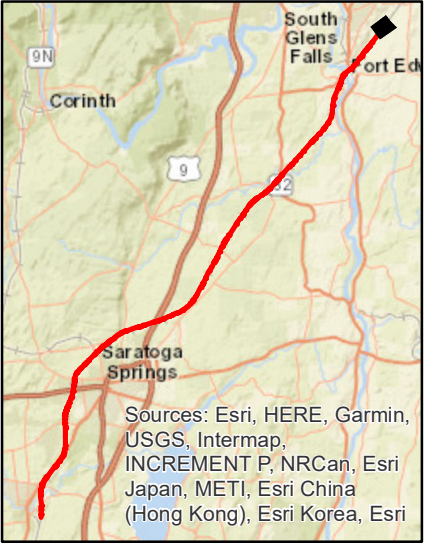 South
Glens
Falls
9N
Fort Edw
Corinth
9
32
Saratoga
Springs
Sources: Esri, HERE, Garmin,
USGS, Intermap,
INCREMENT P, NRCan, Esri
Japan, METI, Esri China
(Hong Kong), Esri Korea, Esri